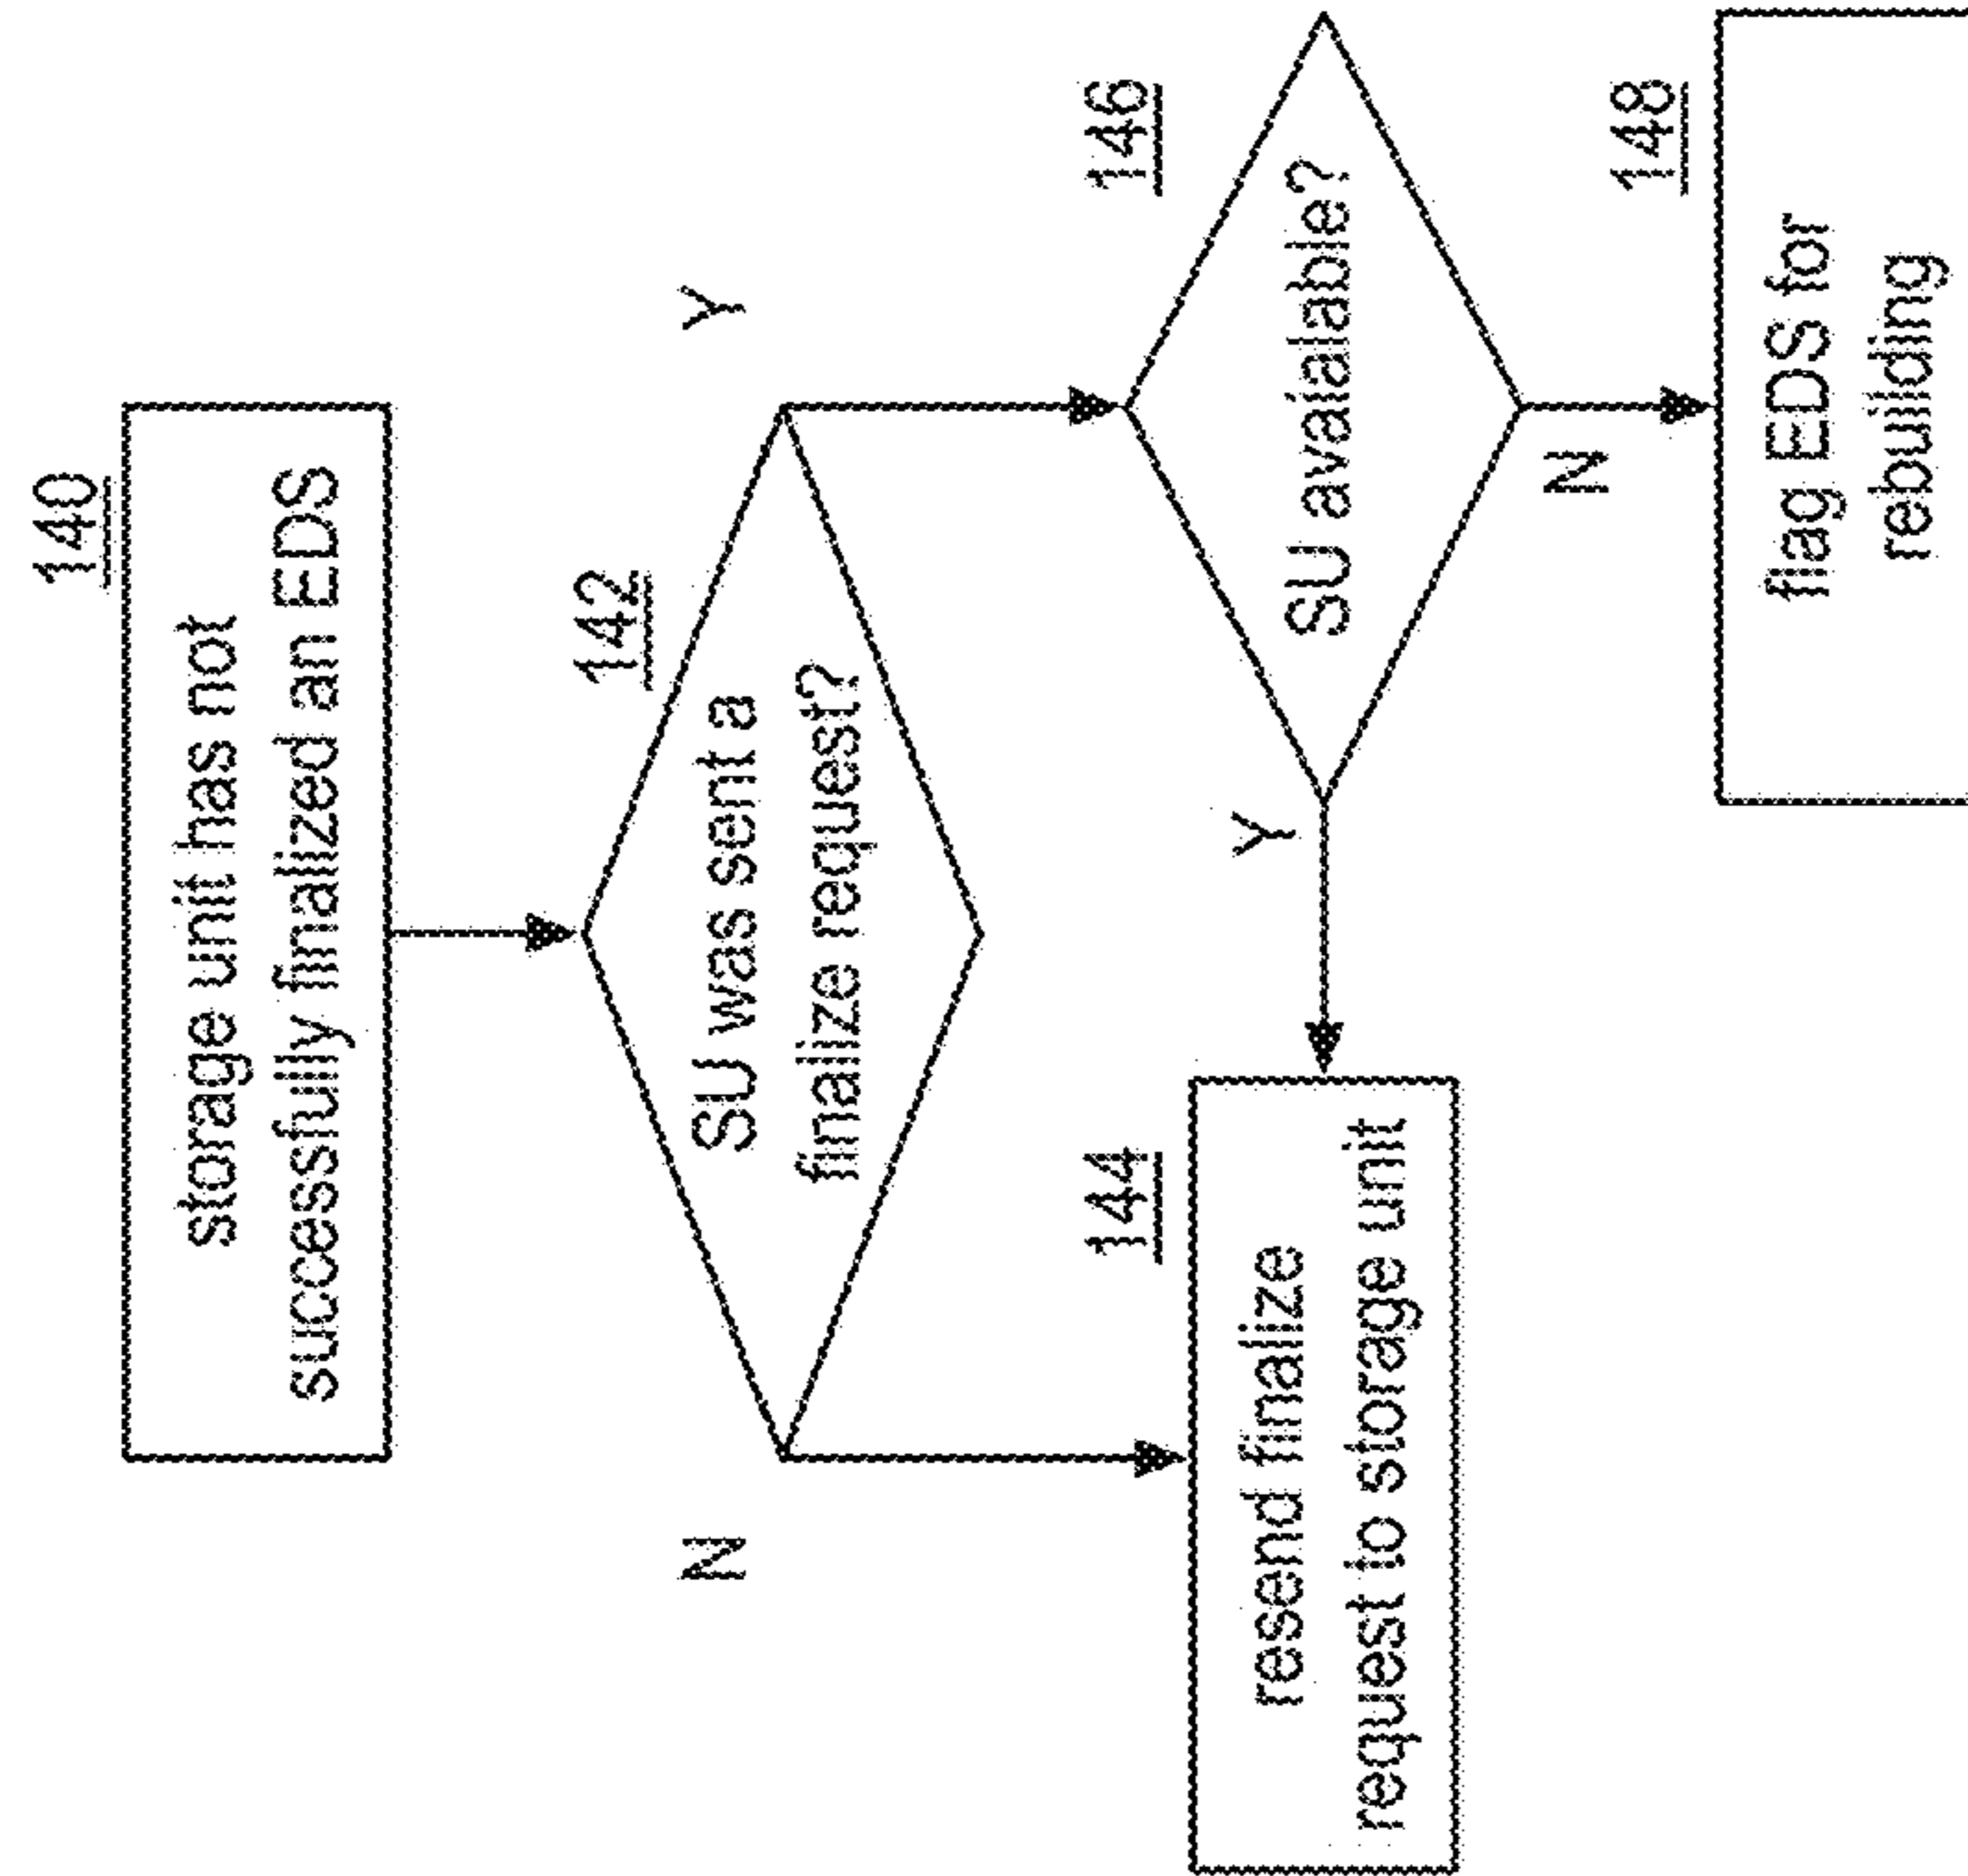 140
storage unit has not
successfully finalized an EDS
142
SU was sent a
finalize request?
N
Y
144
resend finalize
request to storage unit
146
SU avaialable?
Y
N
148
flag EDS for
rebuilding